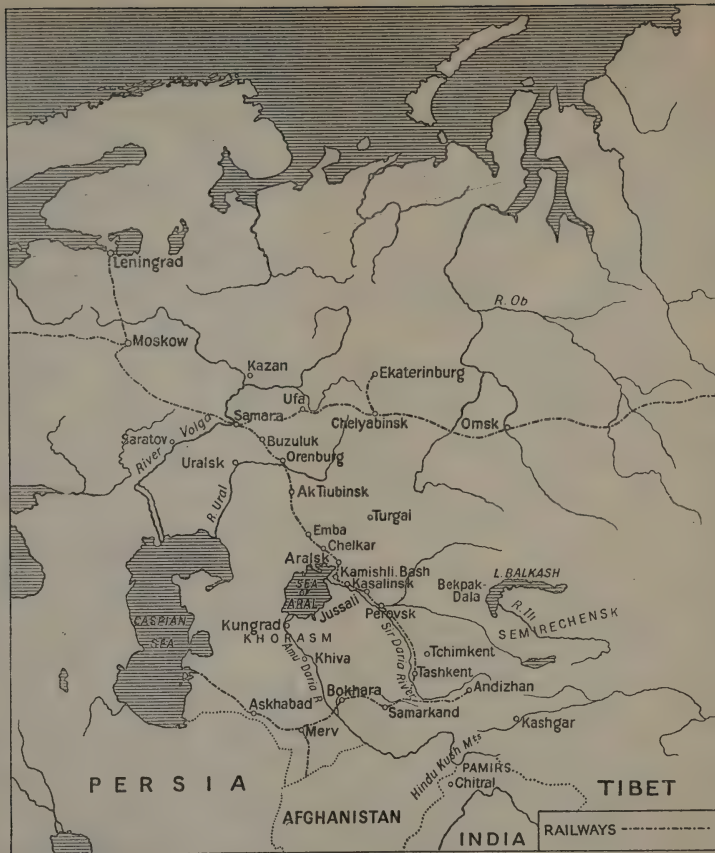 Leningrad
R. Ob
Moskow
Kazan
Ekaterinburg
Ufa
Samara
Chelyabinsk
Omsk
Saratov
River Volga
Buzuluk
Uralsk
Orenburg
R. Ural
Ak Tiubinsk
Turgai
Emba
Chelkar
Aralsk
Kamishli. Bash
L. BALKASH
SEA OF ARAL
Kasalinsk
Bekpak-Dala
R. Ili
Jussali
Perovsk
SEMIRECHENSK
CASPIAN SEA
Kungrad
KHORASM
Sir Daria River
Tchimkent
Amu Daria R.
Khiva
Tashkent
Bokhara
Andizhan
Askhabad
Samarkand
Kashgar
Merv
Hindu Kush Mts
PERSIA
PAMIRS
TIBET
Chitral
AFGHANISTAN
INDIA
RAILWAYS